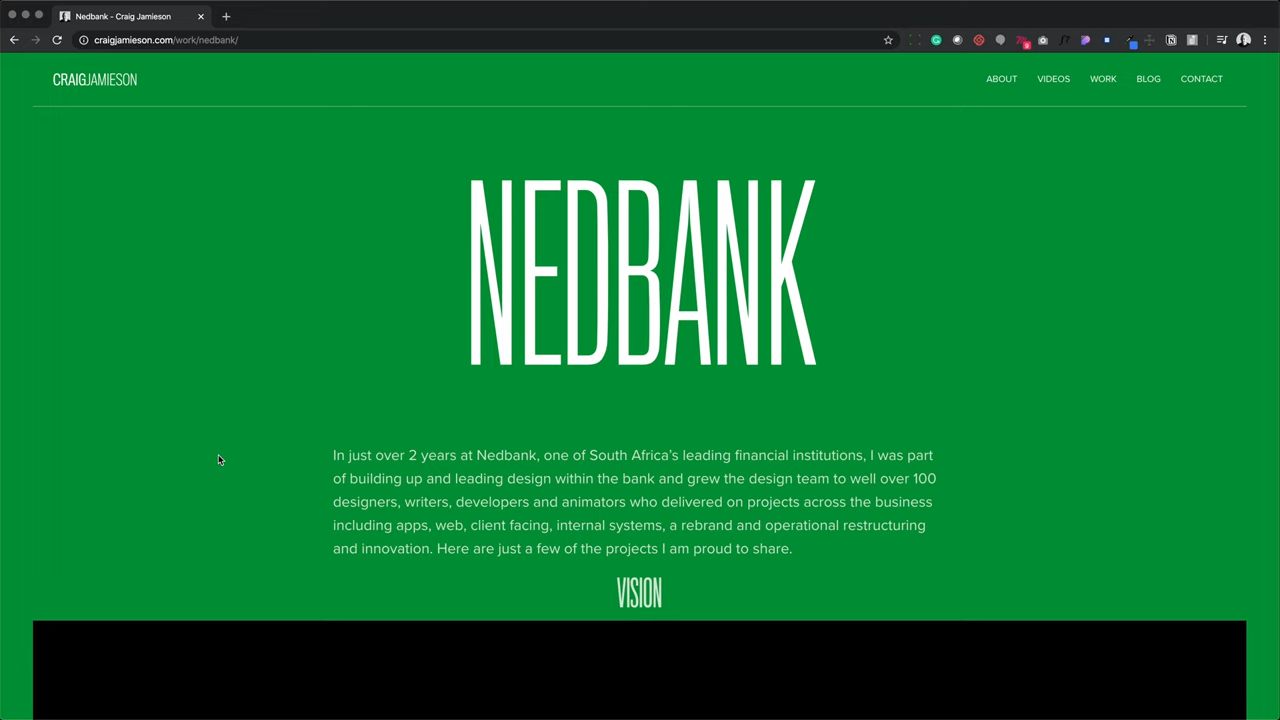 Nedbank - Craig Jamieson
craigjamieson.com/work/nedbank/
CRAIGJAMIESON
ABOUT VIDEOS WORK BLOG CONTACT
NEDBANK
In just over 2 years at Nedbank, one of South Africa's leading financial institutions, I was part
of building up and leading design within the bank and grew the design team to well over 100
designers, writers, developers and animators who delivered on projects across the business
including apps, web, client facing, internal systems, a rebrand and operational restructuring
and innovation. Here are just a few of the projects I am proud to share.
VISION